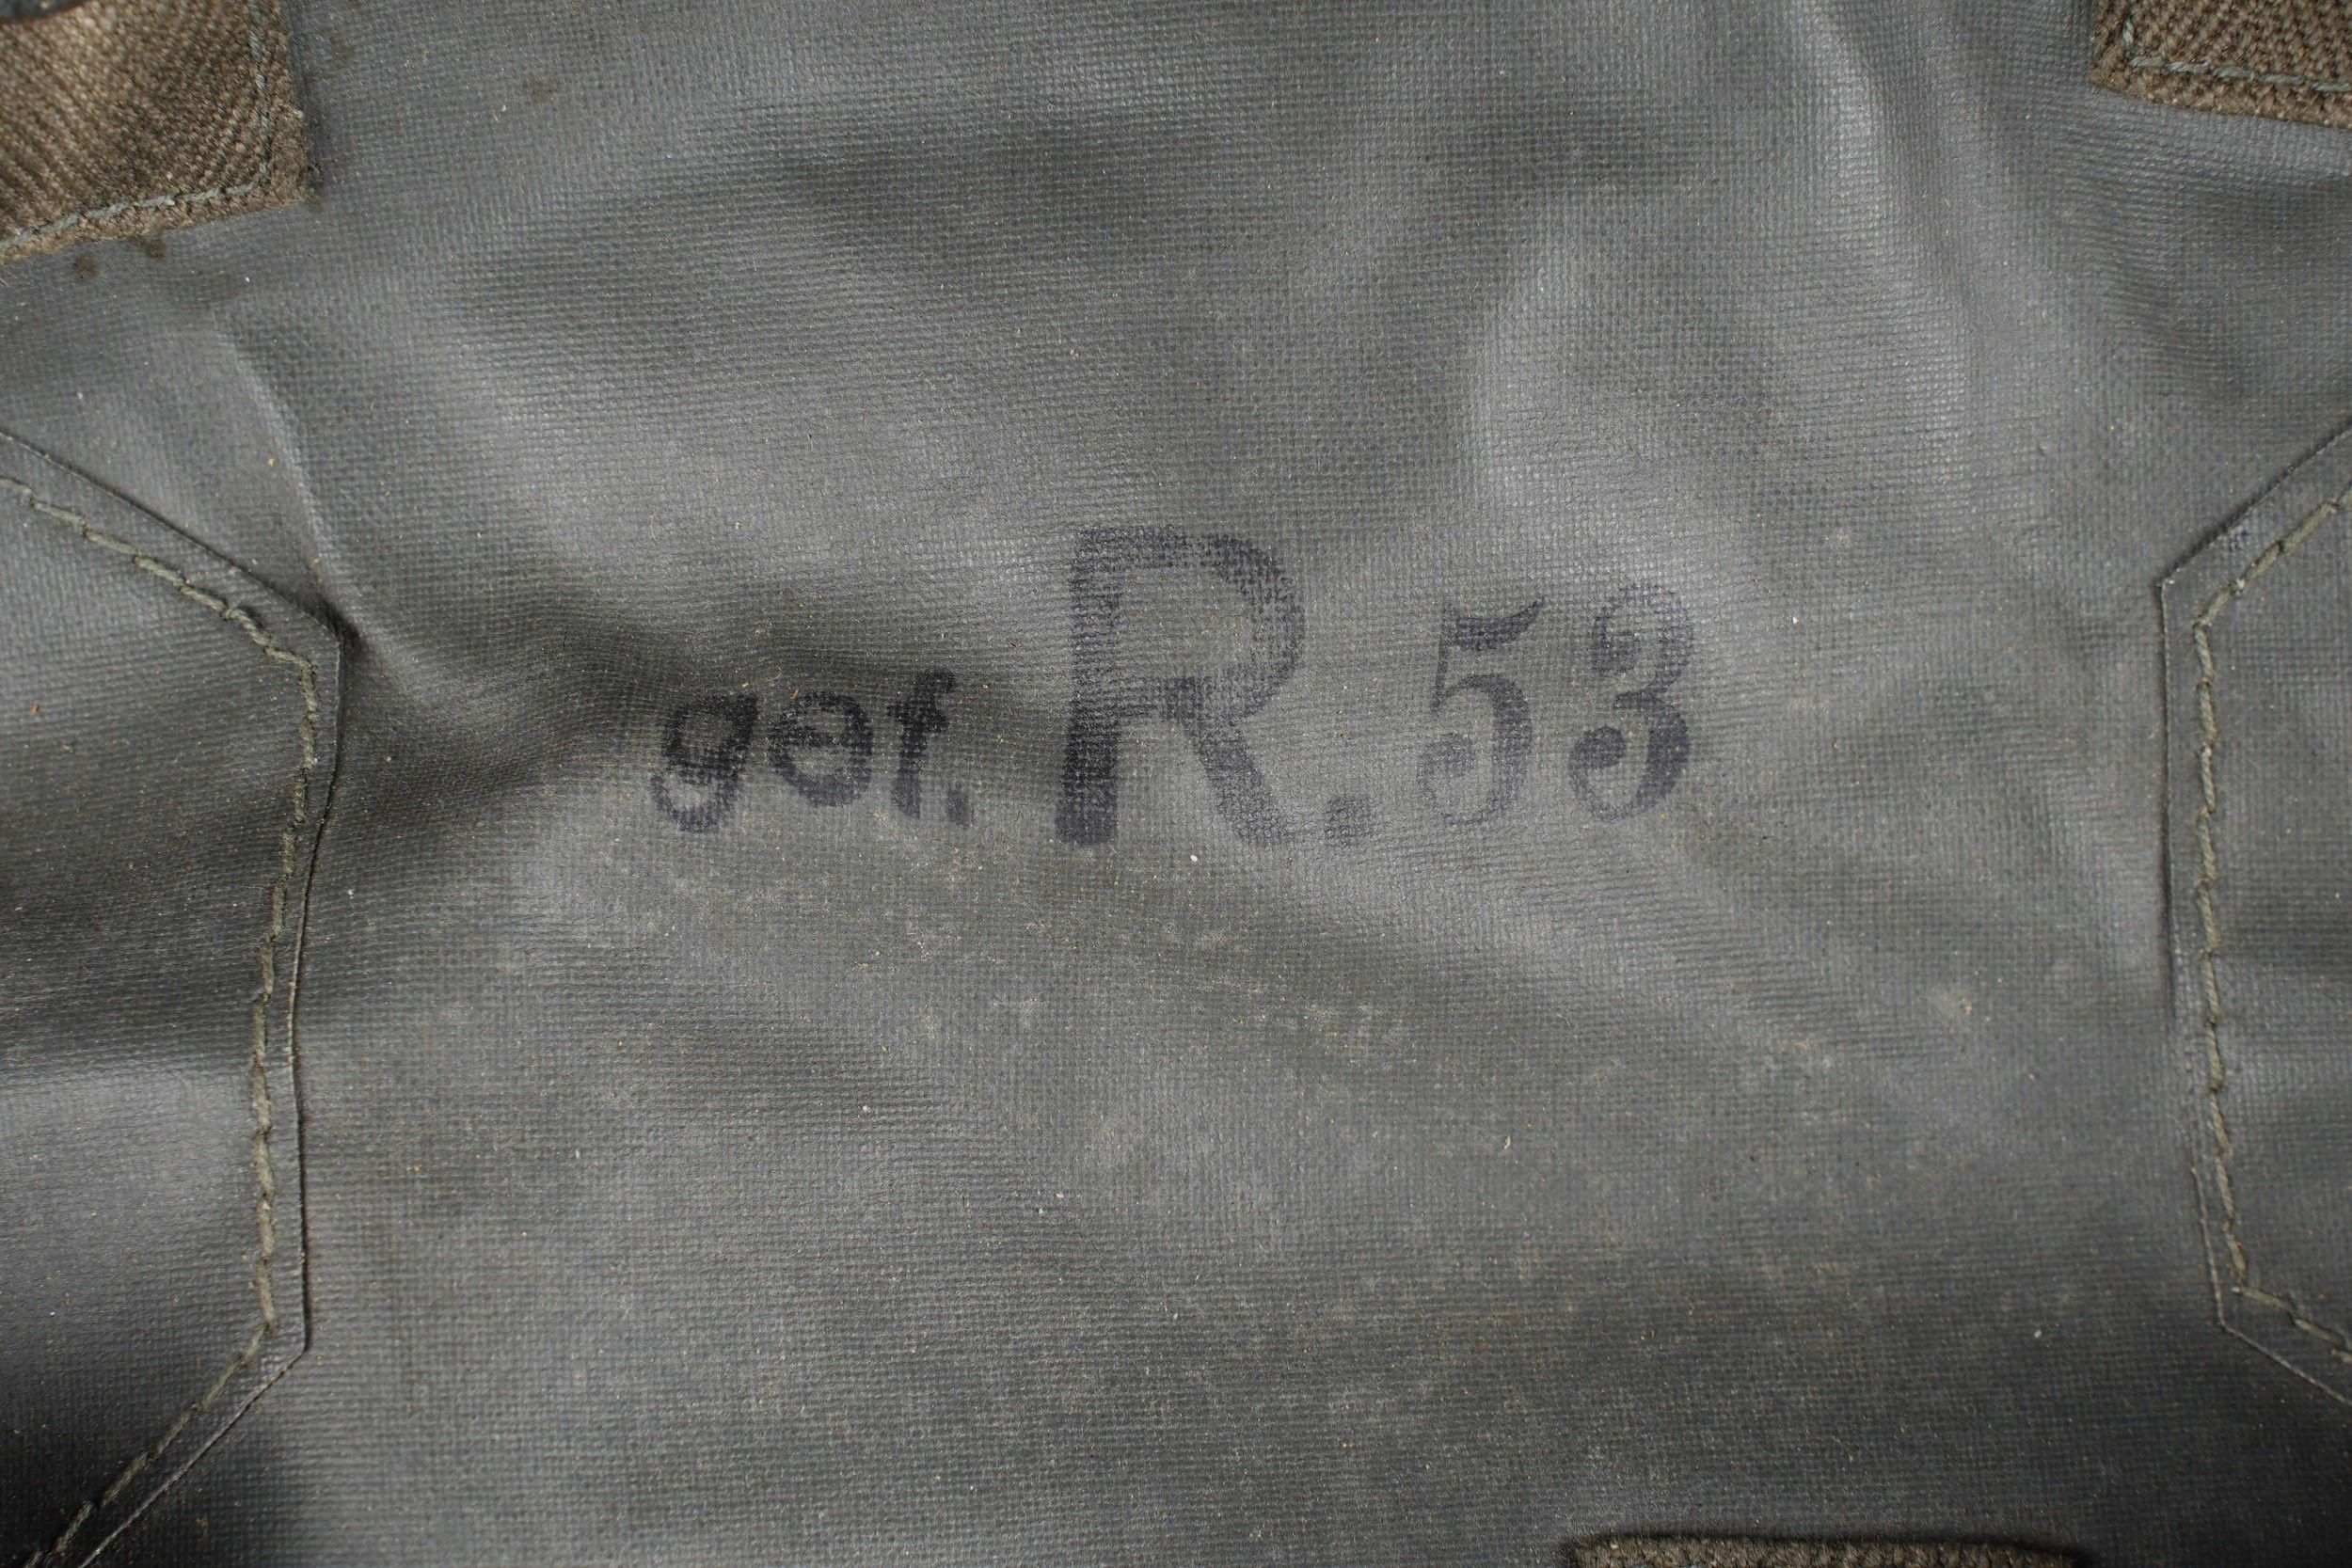 gef. R. 53